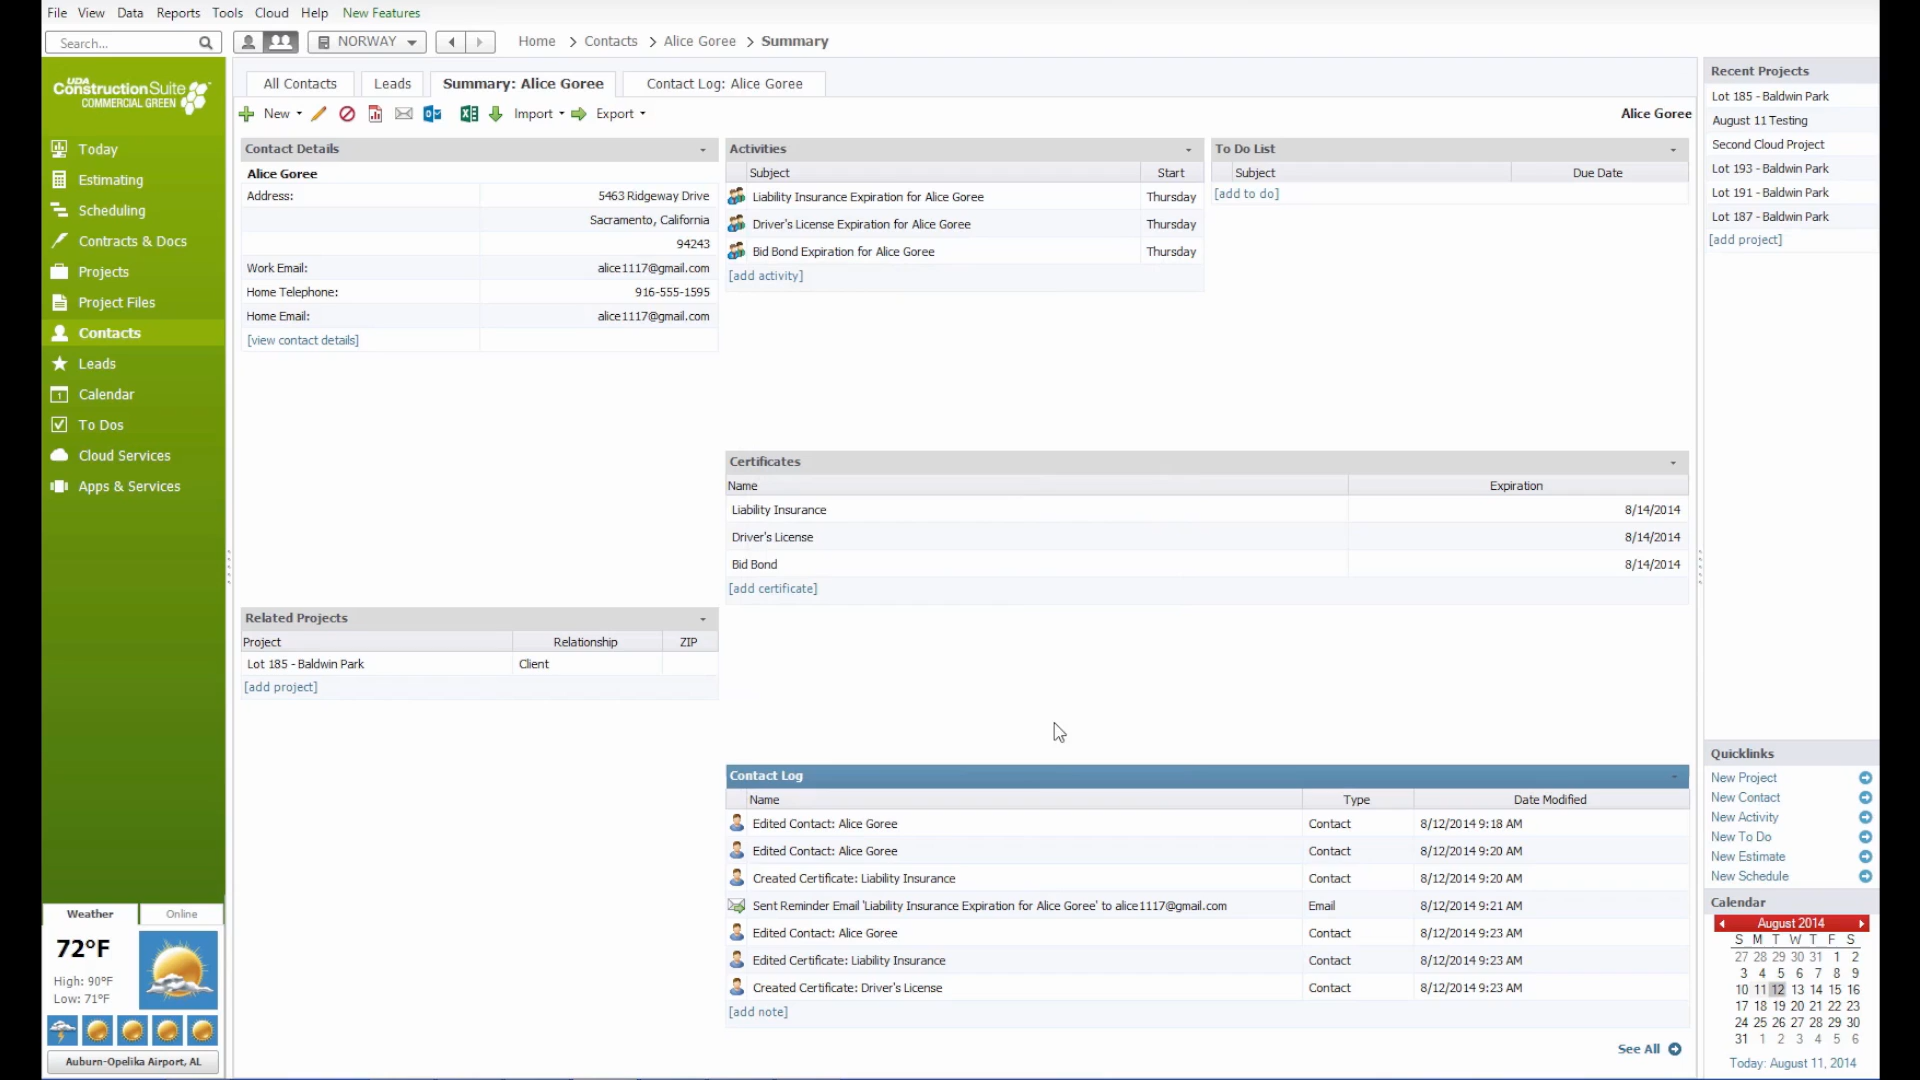 File View Data Reports Tools Cloud Help New Features
Search... NORWAY Home > Contacts > Alice Goree > Summary
UDA
ConstructionSuite
COMMERCIAL GREEN
Today
Estimating
Scheduling
Contracts & Docs
Projects
Project Files
Contacts
Leads
Calendar
To Dos
Cloud Services
Apps & Services
Weather Online
72°F
High: 90°F
Low: 71°F
Auburn-Opelika Airport, AL
All Contacts Leads Summary: Alice Goree Contact Log: Alice Goree
New Import Export Alice Goree
Contact Details
Alice Goree
Address: 5463 Ridgeway Drive
Sacramento, California
94243
Work Email: alice1117@gmail.com
Home Telephone: 916-555-1595
Home Email: alice1117@gmail.com
[view contact details]
Related Projects
Project Relationship ZIP
Lot 185 - Baldwin Park Client
[add project]
Activities
Subject Start
Liability Insurance Expiration for Alice Goree Thursday
Driver's License Expiration for Alice Goree Thursday
Bid Bond Expiration for Alice Goree Thursday
[add activity]
To Do List
Subject Due Date
[add to do]
Certificates
Name Expiration
Liability Insurance 8/14/2014
Driver's License 8/14/2014
Bid Bond 8/14/2014
[add certificate]
Contact Log
Name Type Date Modified
Edited Contact: Alice Goree Contact 8/12/2014 9:18 AM
Edited Contact: Alice Goree Contact 8/12/2014 9:20 AM
Created Certificate: Liability Insurance Contact 8/12/2014 9:20 AM
Sent Reminder Email 'Liability Insurance Expiration for Alice Goree' to alice1117@gmail.com Email 8/12/2014 9:21 AM
Edited Contact: Alice Goree Contact 8/12/2014 9:23 AM
Edited Certificate: Liability Insurance Contact 8/12/2014 9:23 AM
Created Certificate: Driver's License Contact 8/12/2014 9:23 AM
[add note]
See All
Recent Projects
Lot 185 - Baldwin Park
August 11 Testing
Second Cloud Project
Lot 193 - Baldwin Park
Lot 191 - Baldwin Park
Lot 187 - Baldwin Park
[add project]
Quicklinks
New Project
New Contact
New Activity
New To Do
New Estimate
New Schedule
Calendar
August 2014
S M T W T F S
27 28 29 30 31 1 2
3 4 5 6 7 8 9
10 11 12 13 14 15 16
17 18 19 20 21 22 23
24 25 26 27 28 29 30
31 1 2 3 4 5 6
Today: August 11, 2014